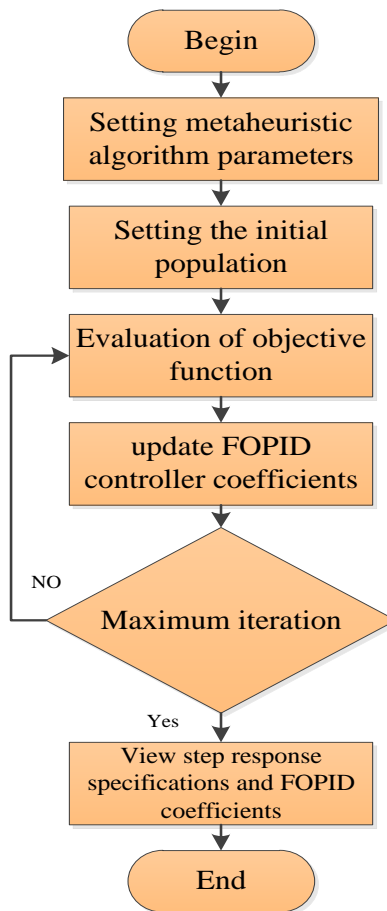 Begin
Setting metaheuristic
algorithm parameters
Setting the initial
population
Evaluation of objective
function
update FOPID
controller coefficients
NO
Maximum iteration
Yes
View step response
specifications and FOPID
coefficients
End